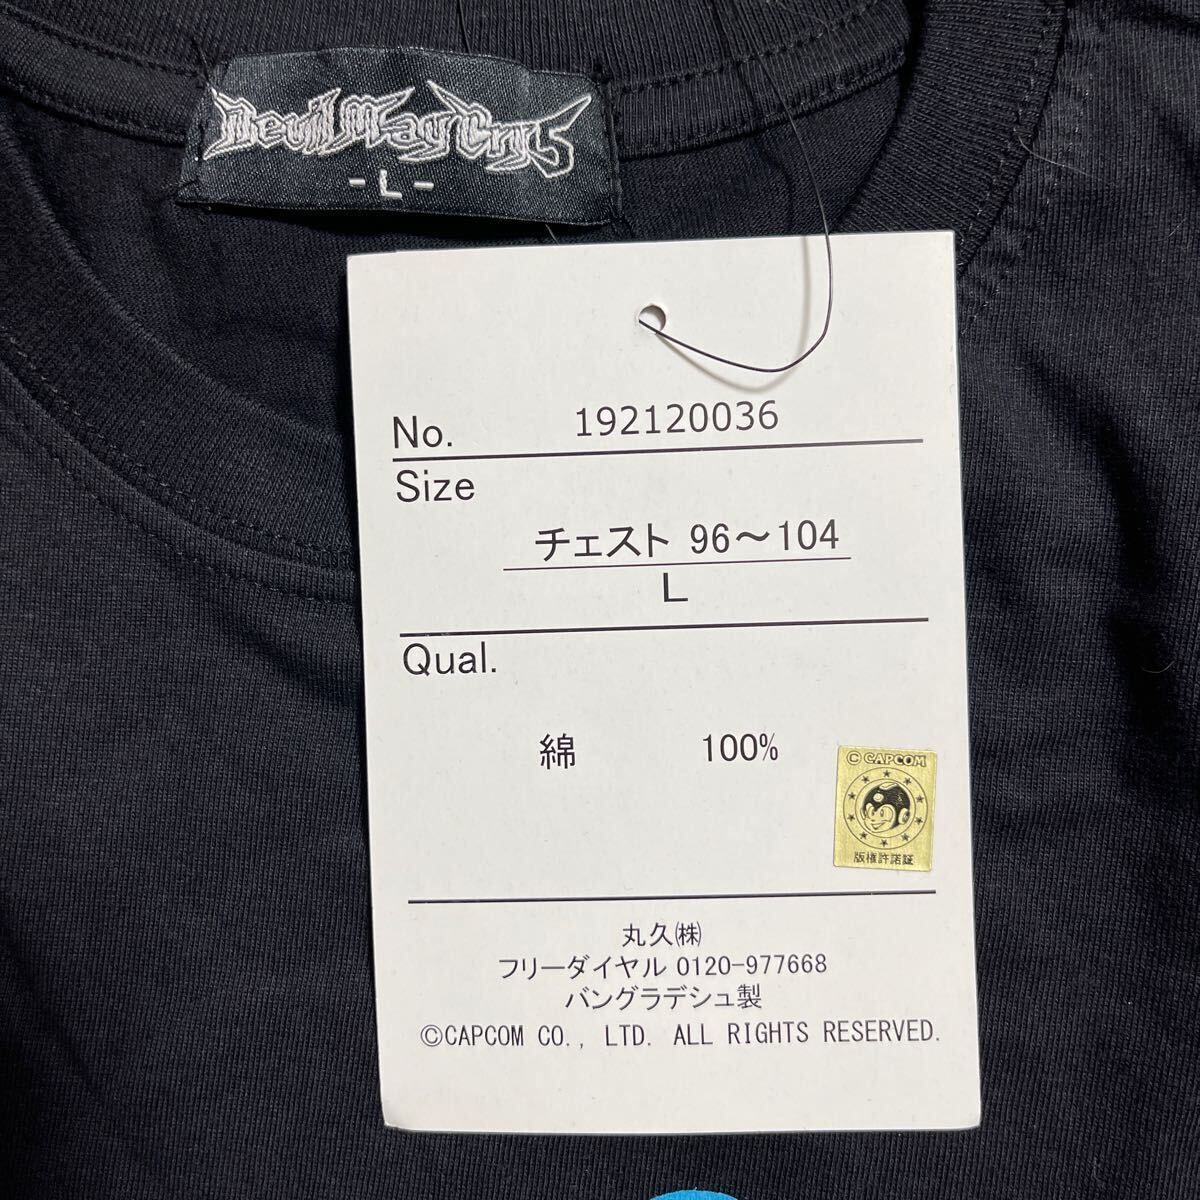 Devil May Cry 5
-L-
No. 192120036
Size
チェスト 96～104
L
Qual.
綿 100%
©CAPCOM
版権許諾証
丸久㈱
フリーダイヤル 0120-977668
バングラデシュ製
©CAPCOM CO., LTD. ALL RIGHTS RESERVED.